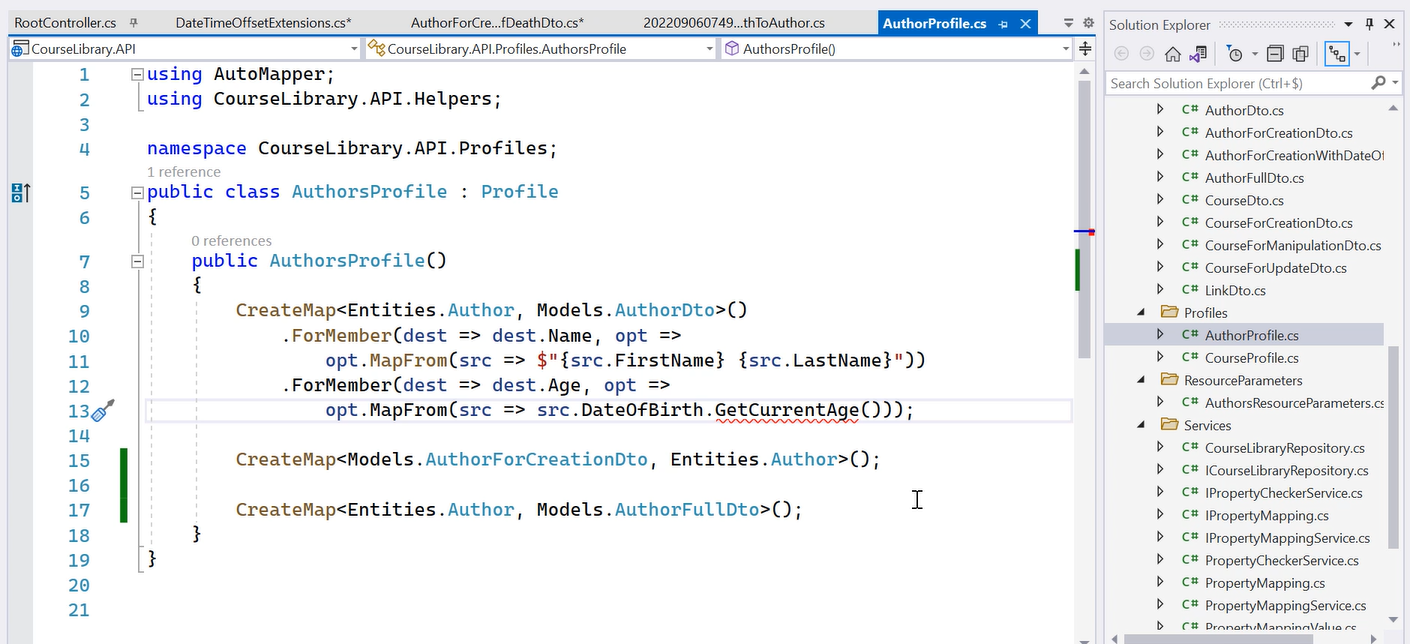 RootController.cs
DateTimeOffsetExtensions.cs*
AuthorForCre...fDeathDto.cs*
202209060749...thToAuthor.cs
AuthorProfile.cs
CourseLibrary.API
CourseLibrary.API.Profiles.AuthorsProfile
AuthorsProfile()
1 using AutoMapper;
2 using CourseLibrary.API.Helpers;
3
4 namespace CourseLibrary.API.Profiles;
1 reference
5 public class AuthorsProfile : Profile
6 {
0 references
7 public AuthorsProfile()
8 {
9 CreateMap<Entities.Author, Models.AuthorDto>()
10 .ForMember(dest => dest.Name, opt =>
11 opt.MapFrom(src => $"{src.FirstName} {src.LastName}"))
12 .ForMember(dest => dest.Age, opt =>
13 opt.MapFrom(src => src.DateOfBirth.GetCurrentAge()));
14
15 CreateMap<Models.AuthorForCreationDto, Entities.Author>();
16
17 CreateMap<Entities.Author, Models.AuthorFullDto>();
18 }
19 }
20
21
Solution Explorer
Search Solution Explorer (Ctrl+$)
C# AuthorDto.cs
C# AuthorForCreationDto.cs
C# AuthorForCreationWithDateOf
C# AuthorFullDto.cs
C# CourseDto.cs
C# CourseForCreationDto.cs
C# CourseForManipulationDto.cs
C# CourseForUpdateDto.cs
C# LinkDto.cs
Profiles
C# AuthorProfile.cs
C# CourseProfile.cs
ResourceParameters
C# AuthorsResourceParameters.cs
Services
C# CourseLibraryRepository.cs
C# ICourseLibraryRepository.cs
C# IPropertyCheckerService.cs
C# IPropertyMapping.cs
C# IPropertyMappingService.cs
C# PropertyCheckerService.cs
C# PropertyMapping.cs
C# PropertyMappingService.cs
C# PropertyMappingValue.cs